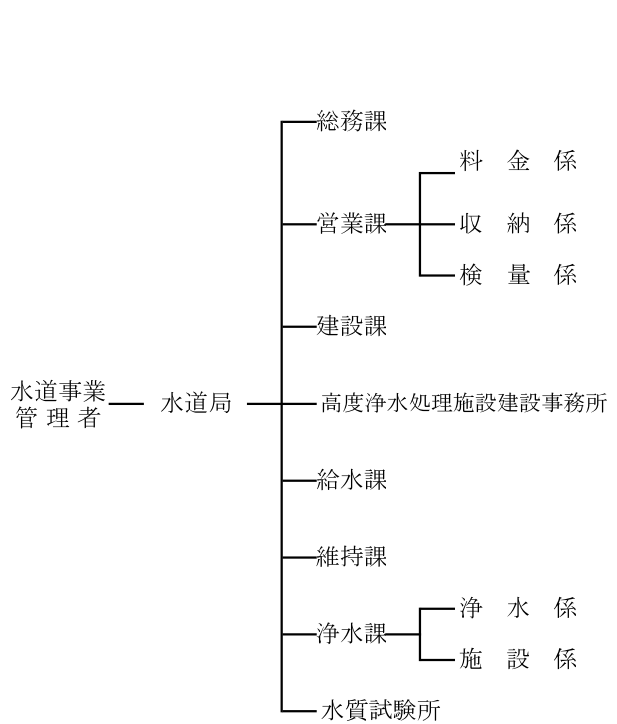 総務課
料金係
営業課
収納係
検量係
建設課
水道事業
管理者
水道局
高度浄水処理施設建設事務所
給水課
維持課
浄水係
浄水課
施設係
水質試験所